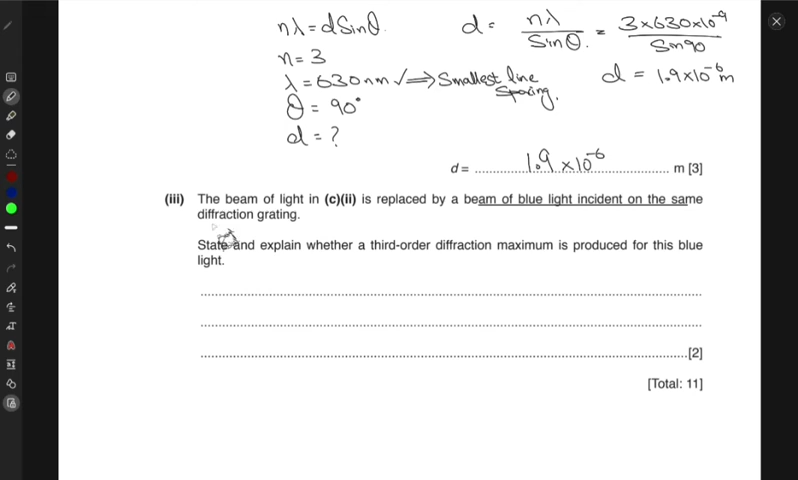 nλ = d Sinθ.
d = nλ / Sinθ. = 3×630×10⁻⁹ / Sin90
n = 3
λ = 630 nm ✓ ⟹ Smallest line spacing.
d = 1.9×10⁻⁶ m
θ = 90°
d = ?
d = ........ 1.9 × 10⁻⁶ ........ m [3]
(iii) The beam of light in (c)(ii) is replaced by a beam of blue light incident on the same
diffraction grating.
State and explain whether a third-order diffraction maximum is produced for this blue
light.
........[2]
[Total: 11]